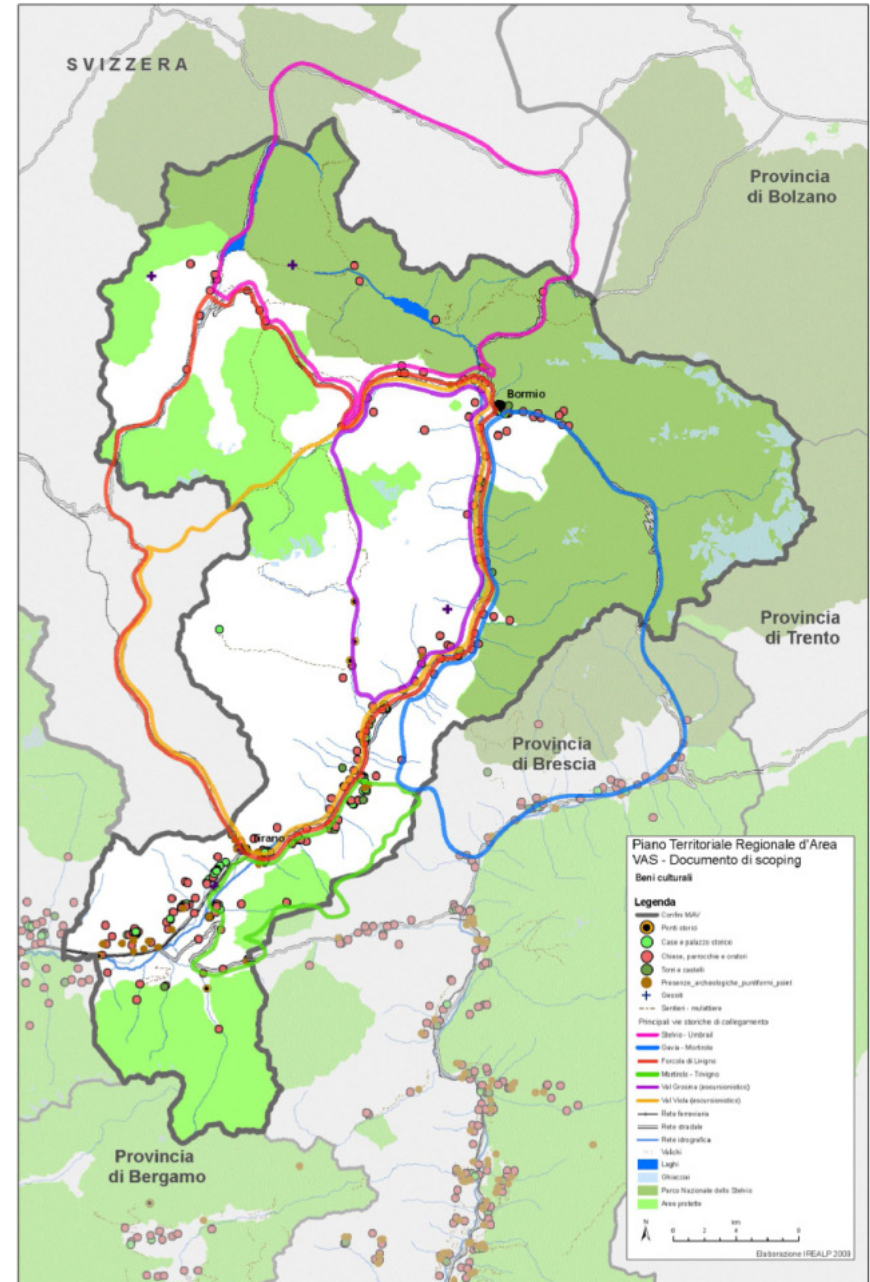 SVIZZERA
Provincia
di Bolzano
Bormio
Provincia
di Trento
Provincia
di Brescia
Tirano
Provincia
di Bergamo
Piano Territoriale Regionale d'Area
VAS - Documento di scoping
Beni culturali
Legenda
Confini MAV
Ponti storici
Case e palazzo storico
Chiese, parrocchie e oratori
Torri e castelli
Presenze_archeologiche_puntiformi_point
Geositi
Sentieri - mulattiere
Principali vie storiche di collegamento
Stelvio - Umbrail
Gavia - Mortirolo
Forcola di Livigno
Mortirolo - Trivigno
Val Grosina (escursionistico)
Val Viola (escursionistico)
Rete ferroviaria
Rete stradale
Rete idrografica
Valichi
Laghi
Ghiacciai
Parco Nazionale dello Stelvio
Aree protette
N
km
0 2 4 8
Elaborazione IREALP 2009